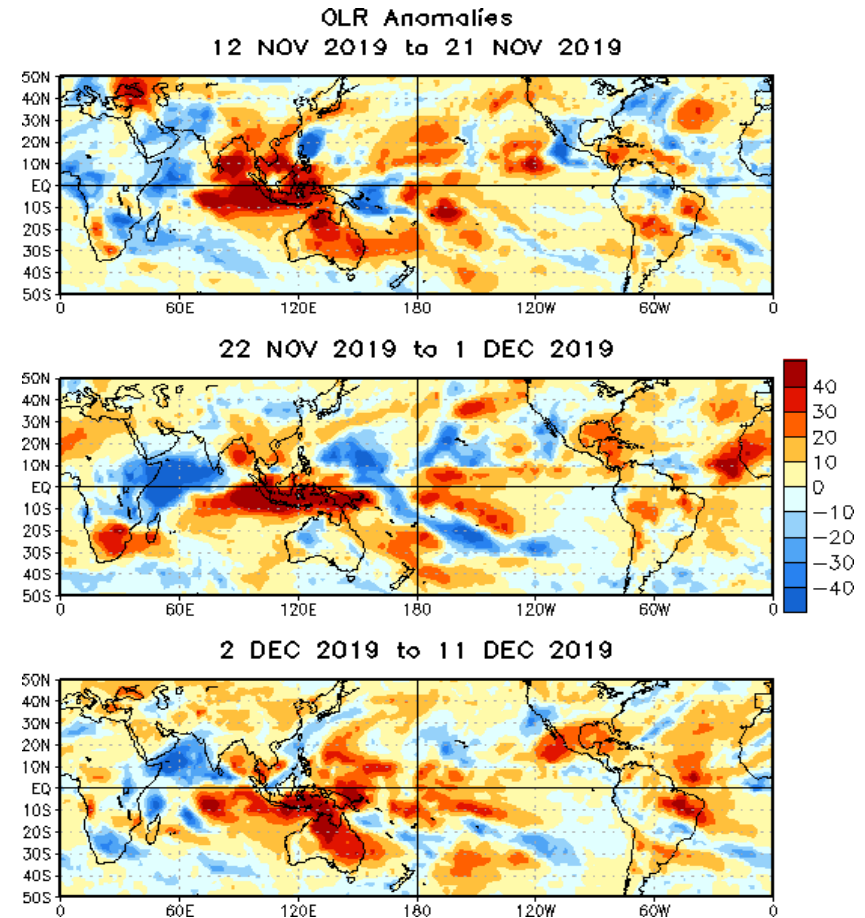 OLR Anomalies
12 NOV 2019 to 21 NOV 2019
50N
40N
30N
20N
10N
EQ
10S
20S
30S
40S
50S
0 60E 120E 180 120W 60W 0
22 NOV 2019 to 1 DEC 2019
50N
40N
30N
20N
10N
EQ
10S
20S
30S
40S
50S
0 60E 120E 180 120W 60W 0
40
30
20
10
0
−10
−20
−30
−40
2 DEC 2019 to 11 DEC 2019
50N
40N
30N
20N
10N
EQ
10S
20S
30S
40S
50S
0 60E 120E 180 120W 60W 0